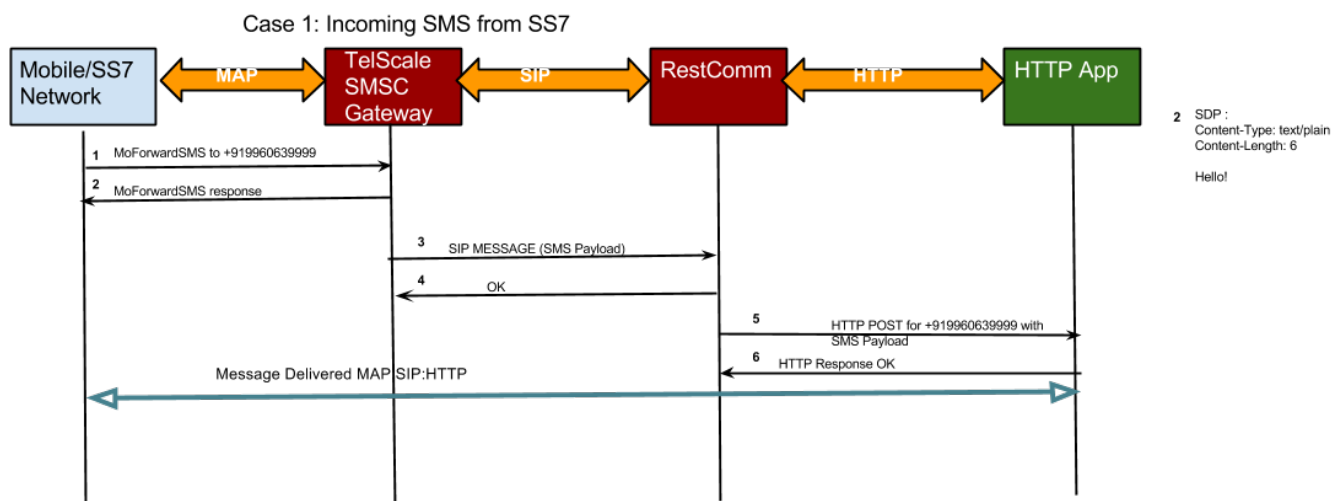 Case 1: Incoming SMS from SS7
Mobile/SS7
Network
MAP
TelScale
SMSC
Gateway
SIP
RestComm
HTTP
HTTP App
2 SDP :
Content-Type: text/plain
Content-Length: 6
Hello!
1 MoForwardSMS to +919960639999
2 MoForwardSMS response
3 SIP MESSAGE (SMS Payload)
4 OK
5 HTTP POST for +919960639999 with
SMS Payload
6 HTTP Response OK
Message Delivered MAP:SIP:HTTP